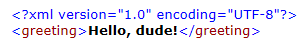 <?xml version="1.0" encoding="UTF-8"?>
<greeting>Hello, dude!</greeting>